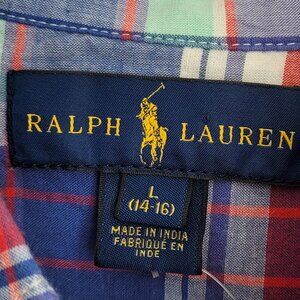 RALPH LAUREN
L
(14-16)
MADE IN INDIA
FABRIQUÉ EN
INDE